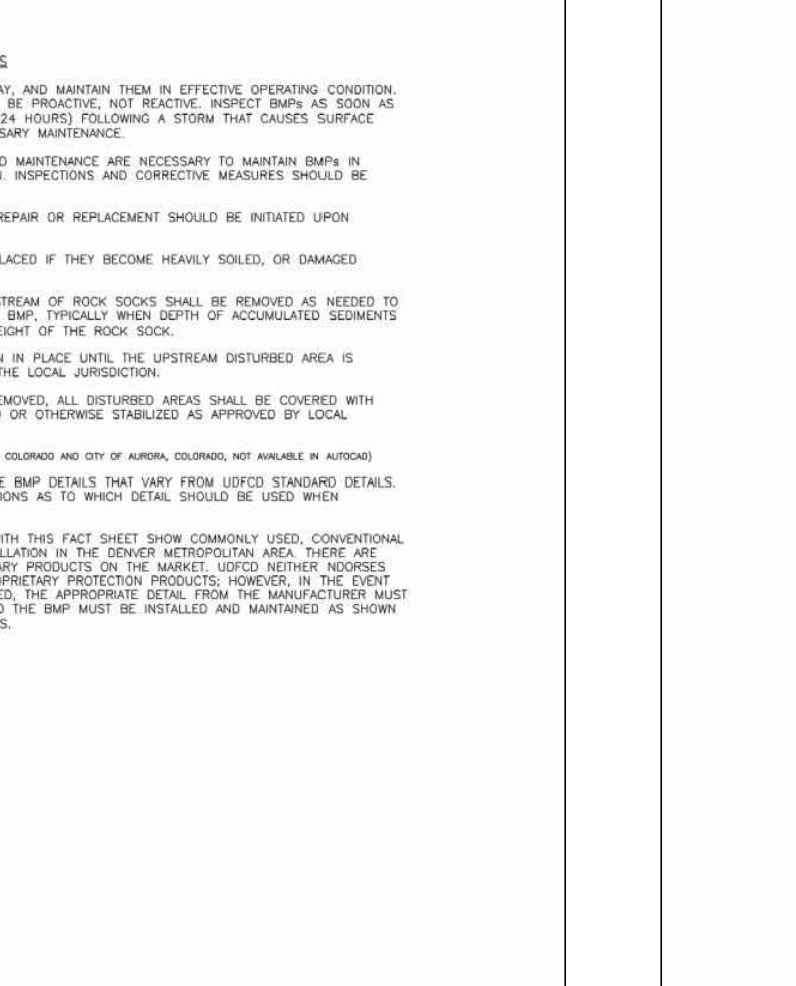 S
AY, AND MAINTAIN THEM IN EFFECTIVE OPERATING CONDITION.
BE PROACTIVE, NOT REACTIVE. INSPECT BMPs AS SOON AS
24 HOURS) FOLLOWING A STORM THAT CAUSES SURFACE
SARY MAINTENANCE.
D MAINTENANCE ARE NECESSARY TO MAINTAIN BMPs IN
N. INSPECTIONS AND CORRECTIVE MEASURES SHOULD BE
REPAIR OR REPLACEMENT SHOULD BE INITIATED UPON
LACED IF THEY BECOME HEAVILY SOILED, OR DAMAGED
TREAM OF ROCK SOCKS SHALL BE REMOVED AS NEEDED TO
BMP, TYPICALLY WHEN DEPTH OF ACCUMULATED SEDIMENTS
EIGHT OF THE ROCK SOCK.
N IN PLACE UNTIL THE UPSTREAM DISTURBED AREA IS
THE LOCAL JURISDICTION.
EMOVED, ALL DISTURBED AREAS SHALL BE COVERED WITH
OR OTHERWISE STABILIZED AS APPROVED BY LOCAL
COLORADO AND CITY OF AURORA, COLORADO, NOT AVAILABLE IN AUTOCAD)
E BMP DETAILS THAT VARY FROM UDFCD STANDARD DETAILS.
IONS AS TO WHICH DETAIL SHOULD BE USED WHEN
ITH THIS FACT SHEET SHOW COMMONLY USED, CONVENTIONAL
LLATION IN THE DENVER METROPOLITAN AREA. THERE ARE
ARY PRODUCTS ON THE MARKET. UDFCD NEITHER NDORSES
OPRIETARY PROTECTION PRODUCTS; HOWEVER, IN THE EVENT
ED, THE APPROPRIATE DETAIL FROM THE MANUFACTURER MUST
D THE BMP MUST BE INSTALLED AND MAINTAINED AS SHOWN
S.